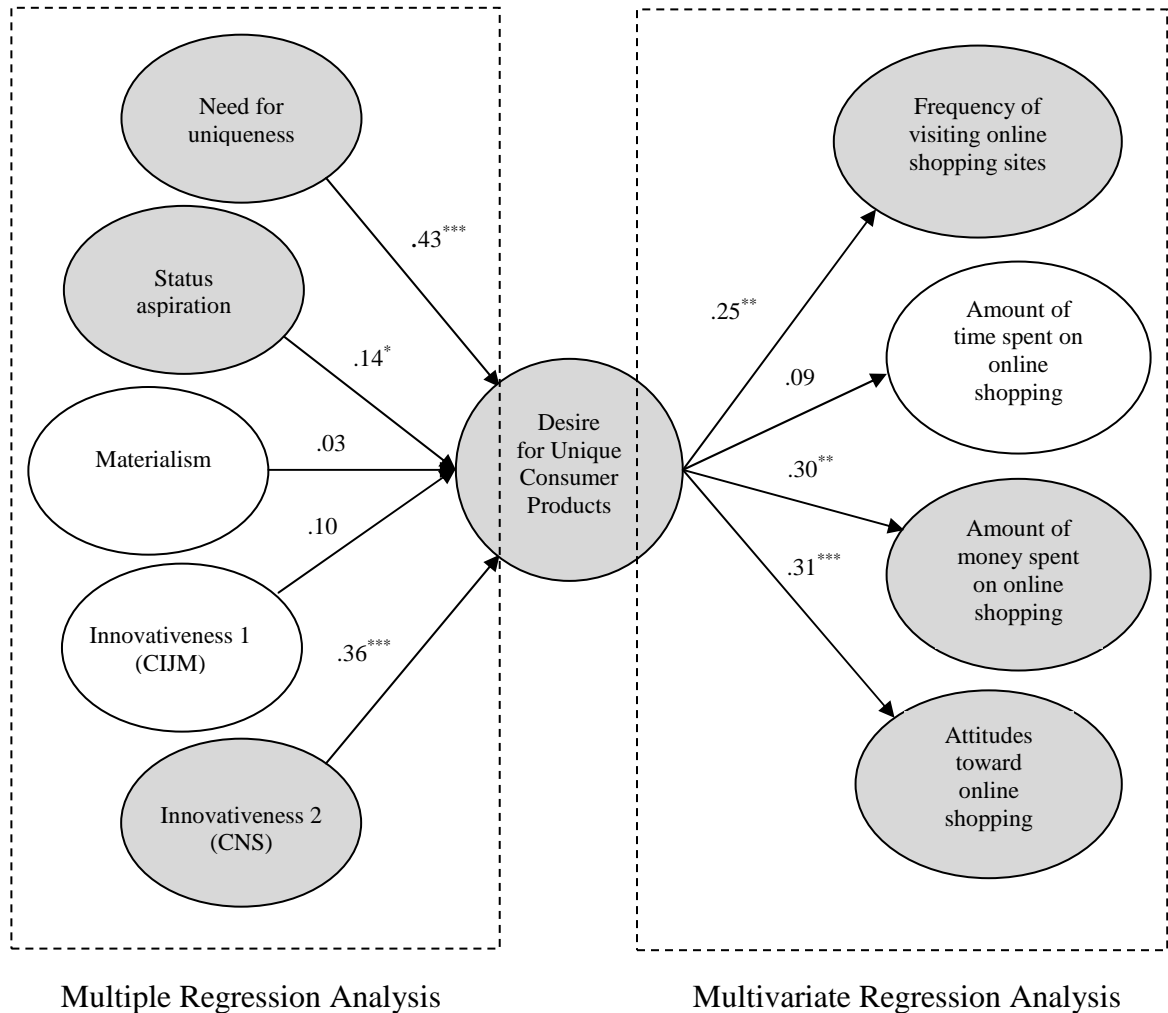 Need for
uniqueness
.43***
Status
aspiration
.14*
Materialism
.03
.10
Innovativeness 1
(CIJM)
.36***
Innovativeness 2
(CNS)
Desire
for Unique
Consumer
Products
Frequency of
visiting online
shopping sites
.25**
Amount of
time spent on
online
shopping
.09
.30**
Amount of
money spent
on online
shopping
.31***
Attitudes
toward
online
shopping
Multiple Regression Analysis
Multivariate Regression Analysis